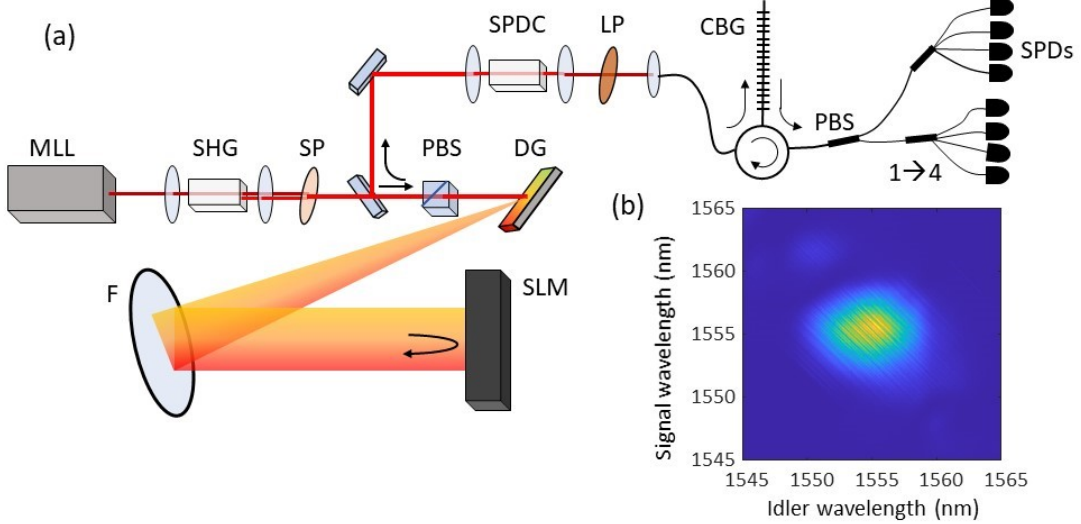 (a)
SPDC
LP
CBG
SPDs
MLL
SHG
SP
PBS
DG
PBS
1→4
F
SLM
(b)
Signal wavelength (nm)
1565
1560
1555
1550
1545
1545 1550 1555 1560 1565
Idler wavelength (nm)